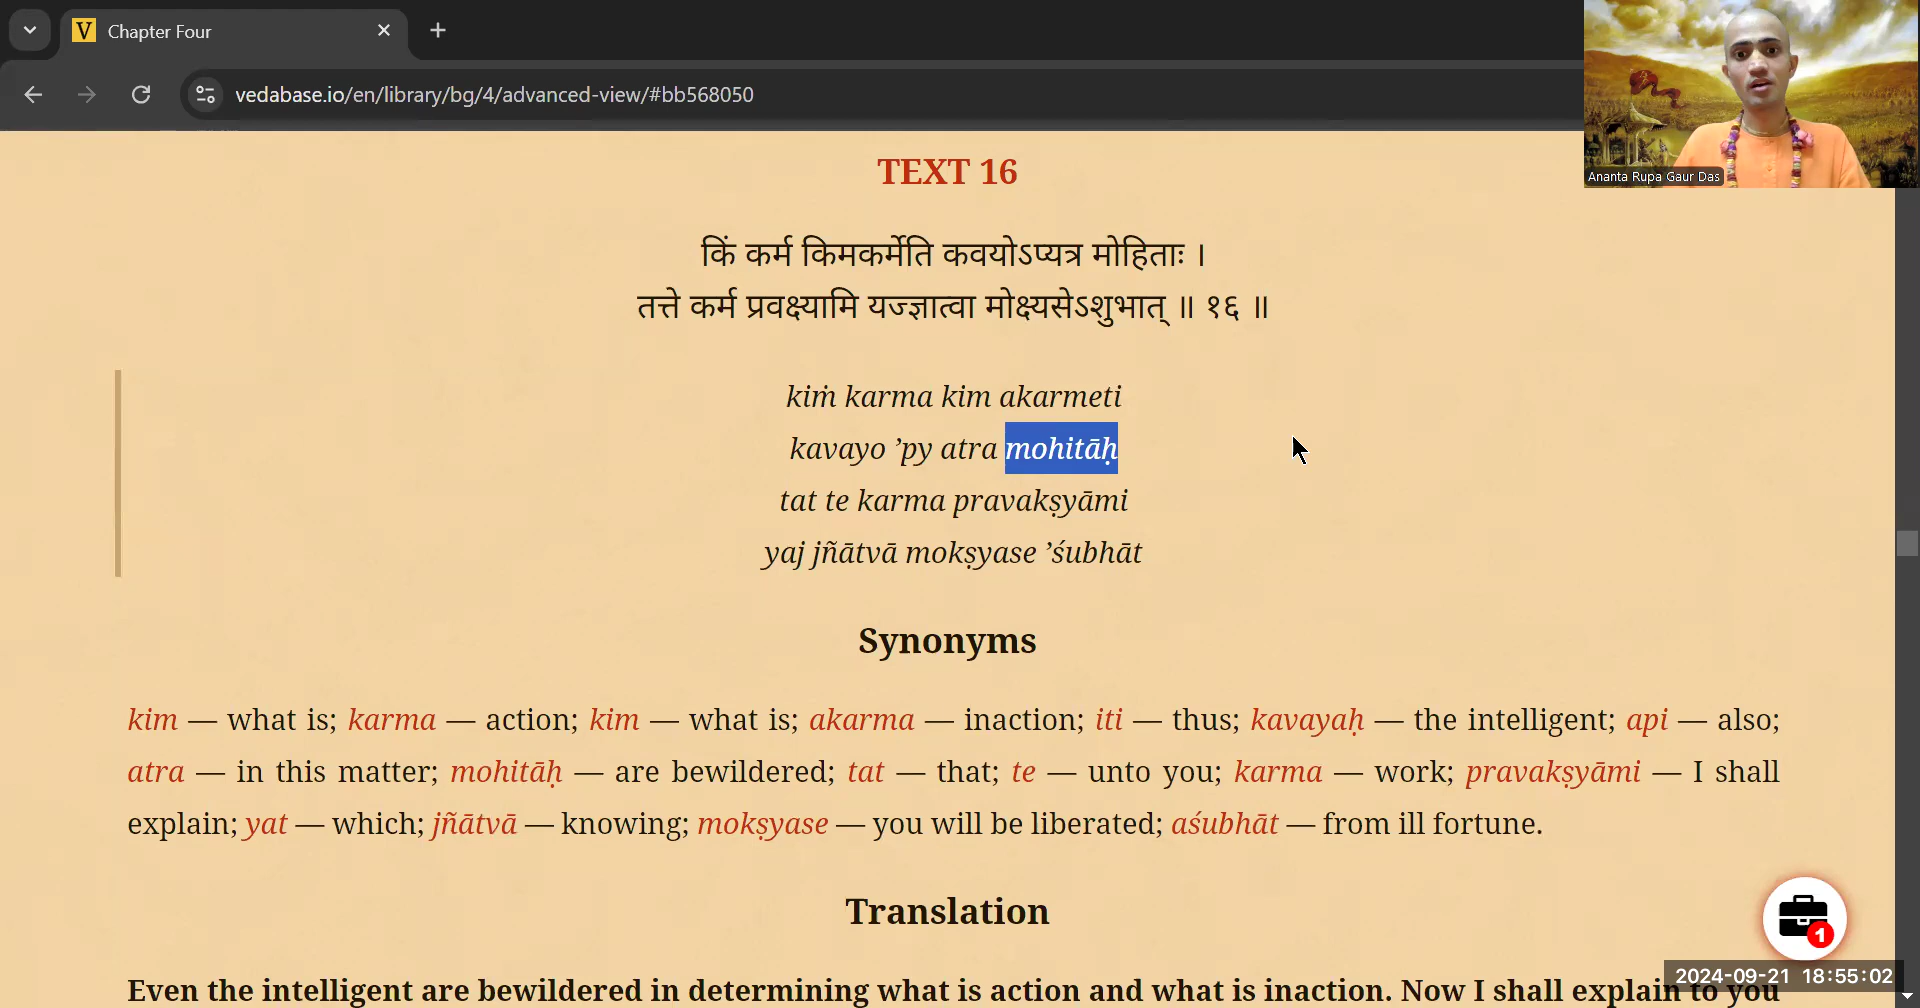 V Chapter Four
vedabase.io/en/library/bg/4/advanced-view/#bb568050
Ananta Rupa Gaur Das
TEXT 16
किं कर्म किमकर्मेति कवयोऽप्यत्र मोहिताः ।
तत्ते कर्म प्रवक्ष्यामि यज्ज्ञात्वा मोक्ष्यसेऽशुभात् ॥ १६ ॥
kiṁ karma kim akarmeti
kavayo ’py atra mohitāḥ
tat te karma pravakṣyāmi
yaj jñātvā mokṣyase ’śubhāt
Synonyms
kim — what is; karma — action; kim — what is; akarma — inaction; iti — thus; kavayaḥ — the intelligent; api — also;
atra — in this matter; mohitāḥ — are bewildered; tat — that; te — unto you; karma — work; pravakṣyāmi — I shall
explain; yat — which; jñātvā — knowing; mokṣyase — you will be liberated; aśubhāt — from ill fortune.
Translation
Even the intelligent are bewildered in determining what is action and what is inaction. Now I shall explain to you
1
2024-09-21 18:55:02